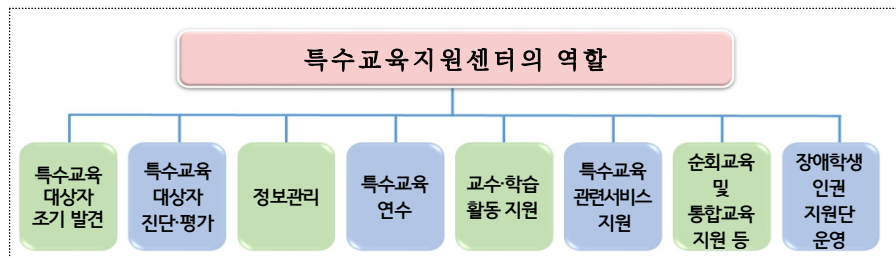 특수교육지원센터의 역할
특수교육
대상자
조기 발견
특수교육
대상자
진단·평가
정보관리
특수교육
연수
교수·학습
활동 지원
특수교육
관련서비스
지원
순회교육
및
통합교육
지원 등
장애학생
인권
지원단
운영